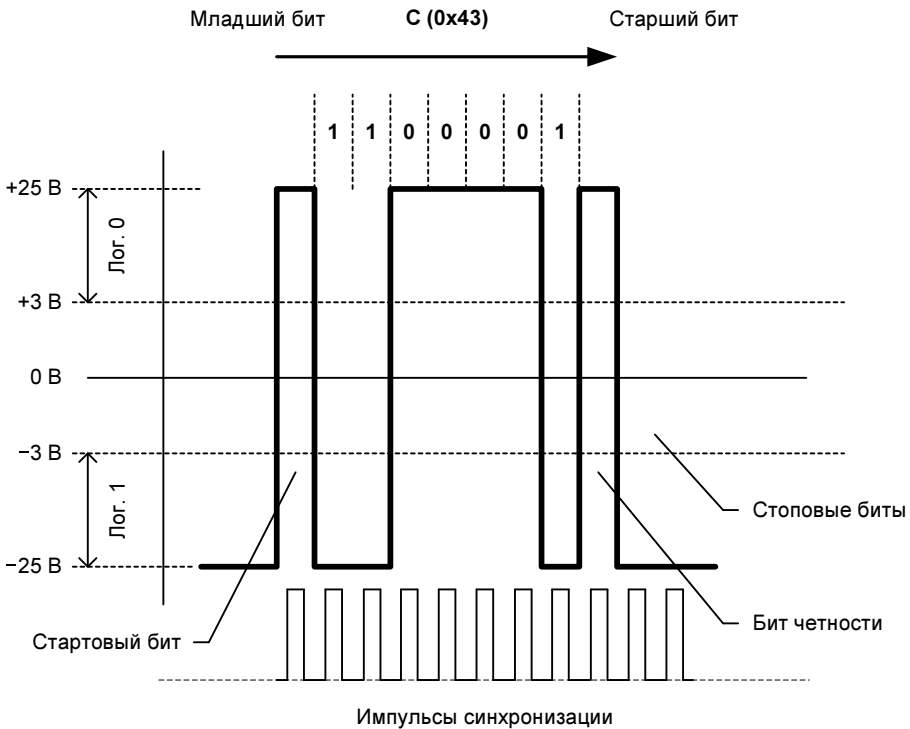 Младший бит C (0x43) Старший бит
1 1 0 0 0 0 1
+25 В
Лог. 0
+3 В
0 В
−3 В
Лог. 1
−25 В
Стоповые биты
Бит четности
Стартовый бит
Импульсы синхронизации